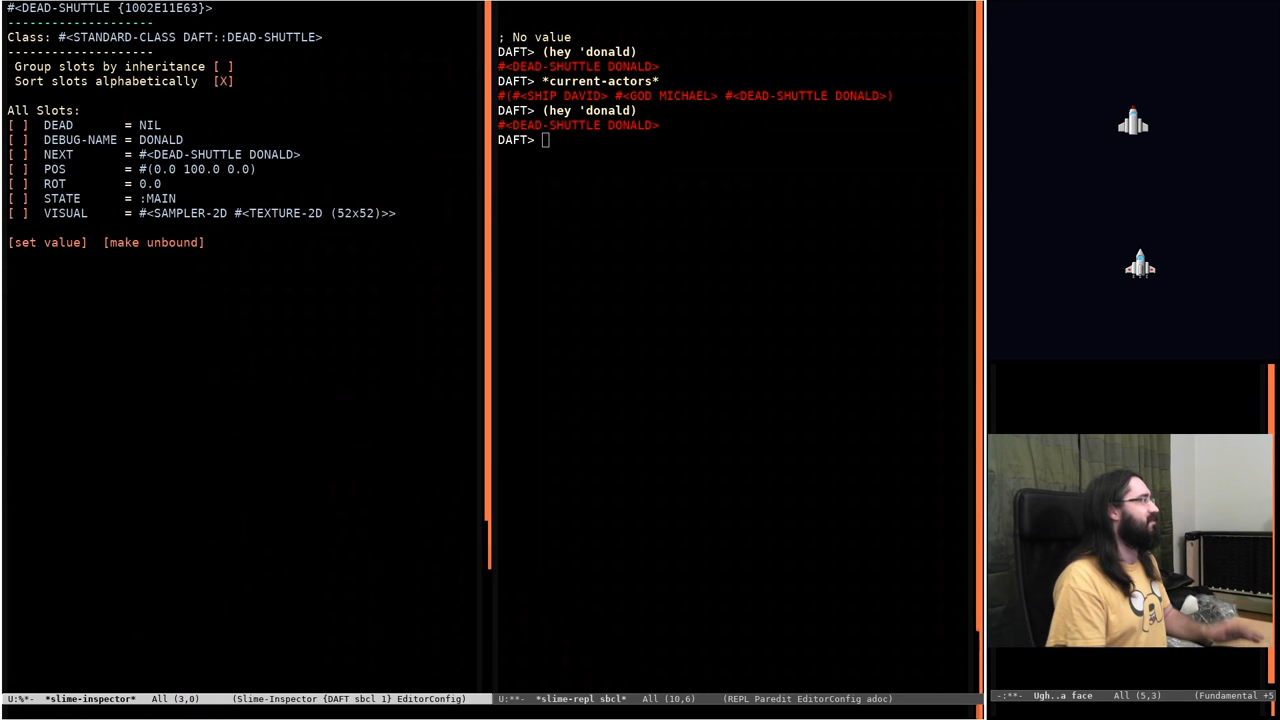 #<DEAD-SHUTTLE {1002E11E63}>
--------------------
Class: #<STANDARD-CLASS DAFT::DEAD-SHUTTLE>
--------------------
Group slots by inheritance [ ]
Sort slots alphabetically  [X]
All Slots:
[ ]  DEAD       = NIL
[ ]  DEBUG-NAME = DONALD
[ ]  NEXT       = #<DEAD-SHUTTLE DONALD>
[ ]  POS        = #(0.0 100.0 0.0)
[ ]  ROT        = 0.0
[ ]  STATE      = :MAIN
[ ]  VISUAL     = #<SAMPLER-2D #<TEXTURE-2D (52x52)>>
[set value]  [make unbound]
U:%*-  *slime-inspector*   All (3,0)     (Slime-Inspector {DAFT sbcl 1} EditorConfig)
; No value
DAFT> (hey 'donald)
#<DEAD-SHUTTLE DONALD>
DAFT> *current-actors*
#(#<SHIP DAVID> #<GOD MICHAEL> #<DEAD-SHUTTLE DONALD>)
DAFT> (hey 'donald)
#<DEAD-SHUTTLE DONALD>
DAFT>
U:**-  *slime-repl sbcl*   All (10,6)    (REPL Paredit EditorConfig adoc)
-:**-  Ugh..a face    All (5,3)     (Fundamental +5